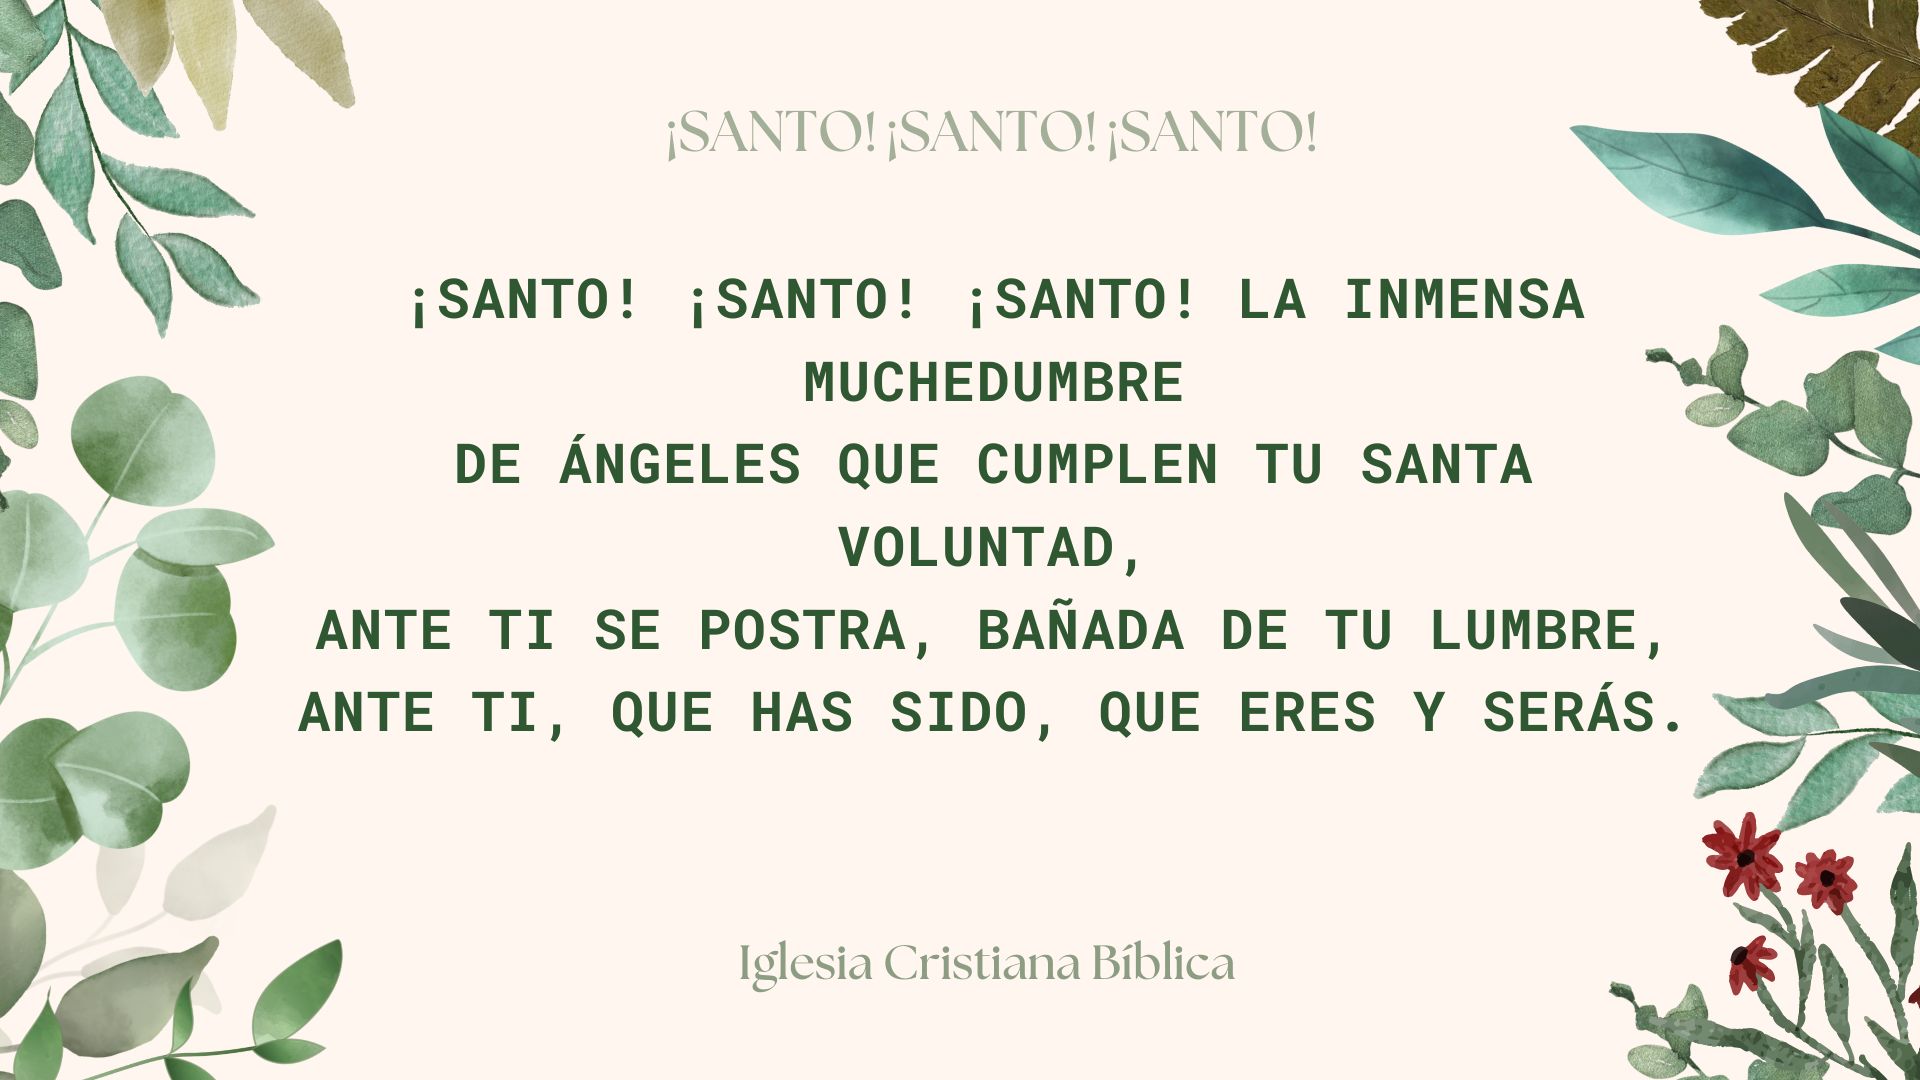 ¡SANTO! ¡SANTO! ¡SANTO!
¡SANTO! ¡SANTO! ¡SANTO! LA INMENSA
MUCHEDUMBRE
DE ÁNGELES QUE CUMPLEN TU SANTA
VOLUNTAD,
ANTE TI SE POSTRA, BAÑADA DE TU LUMBRE,
ANTE TI, QUE HAS SIDO, QUE ERES Y SERÁS.
Iglesia Cristiana Bíblica